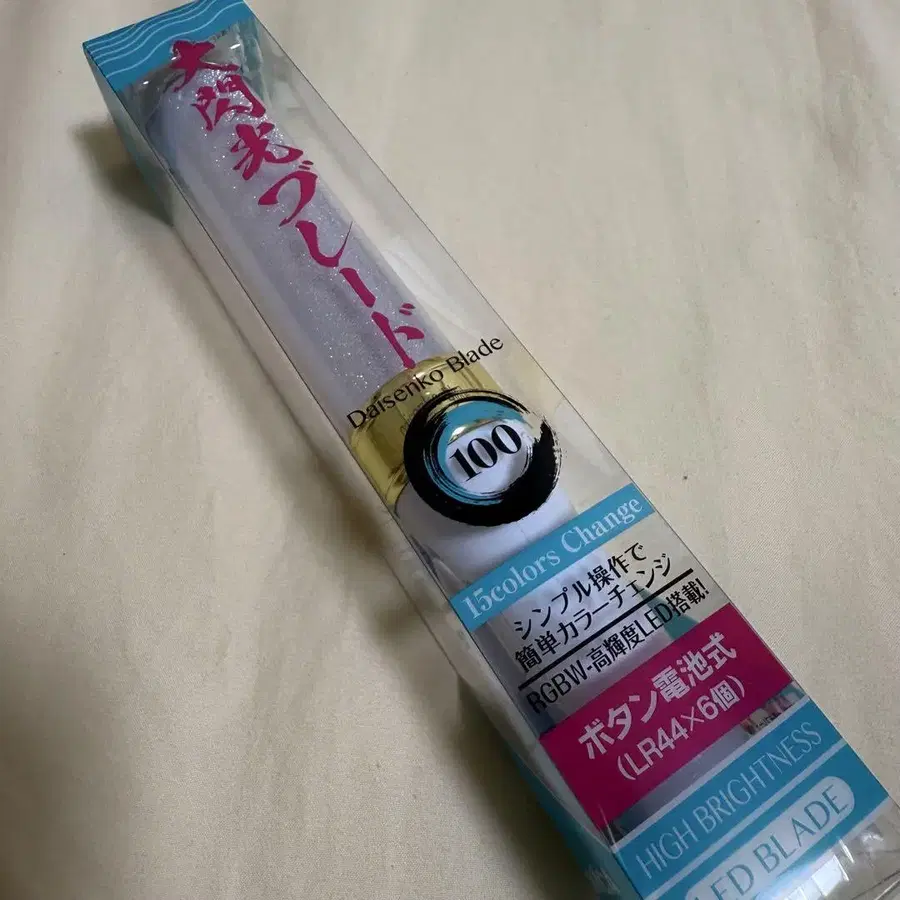 大閃光ブレード
Daisenko Blade
100
15colors Change
シンプル操作で
簡単カラーチェンジ
RGBW-高輝度LED搭載!
ボタン電池式
(LR44×6個)
HIGH BRIGHTNESS
LED BLADE